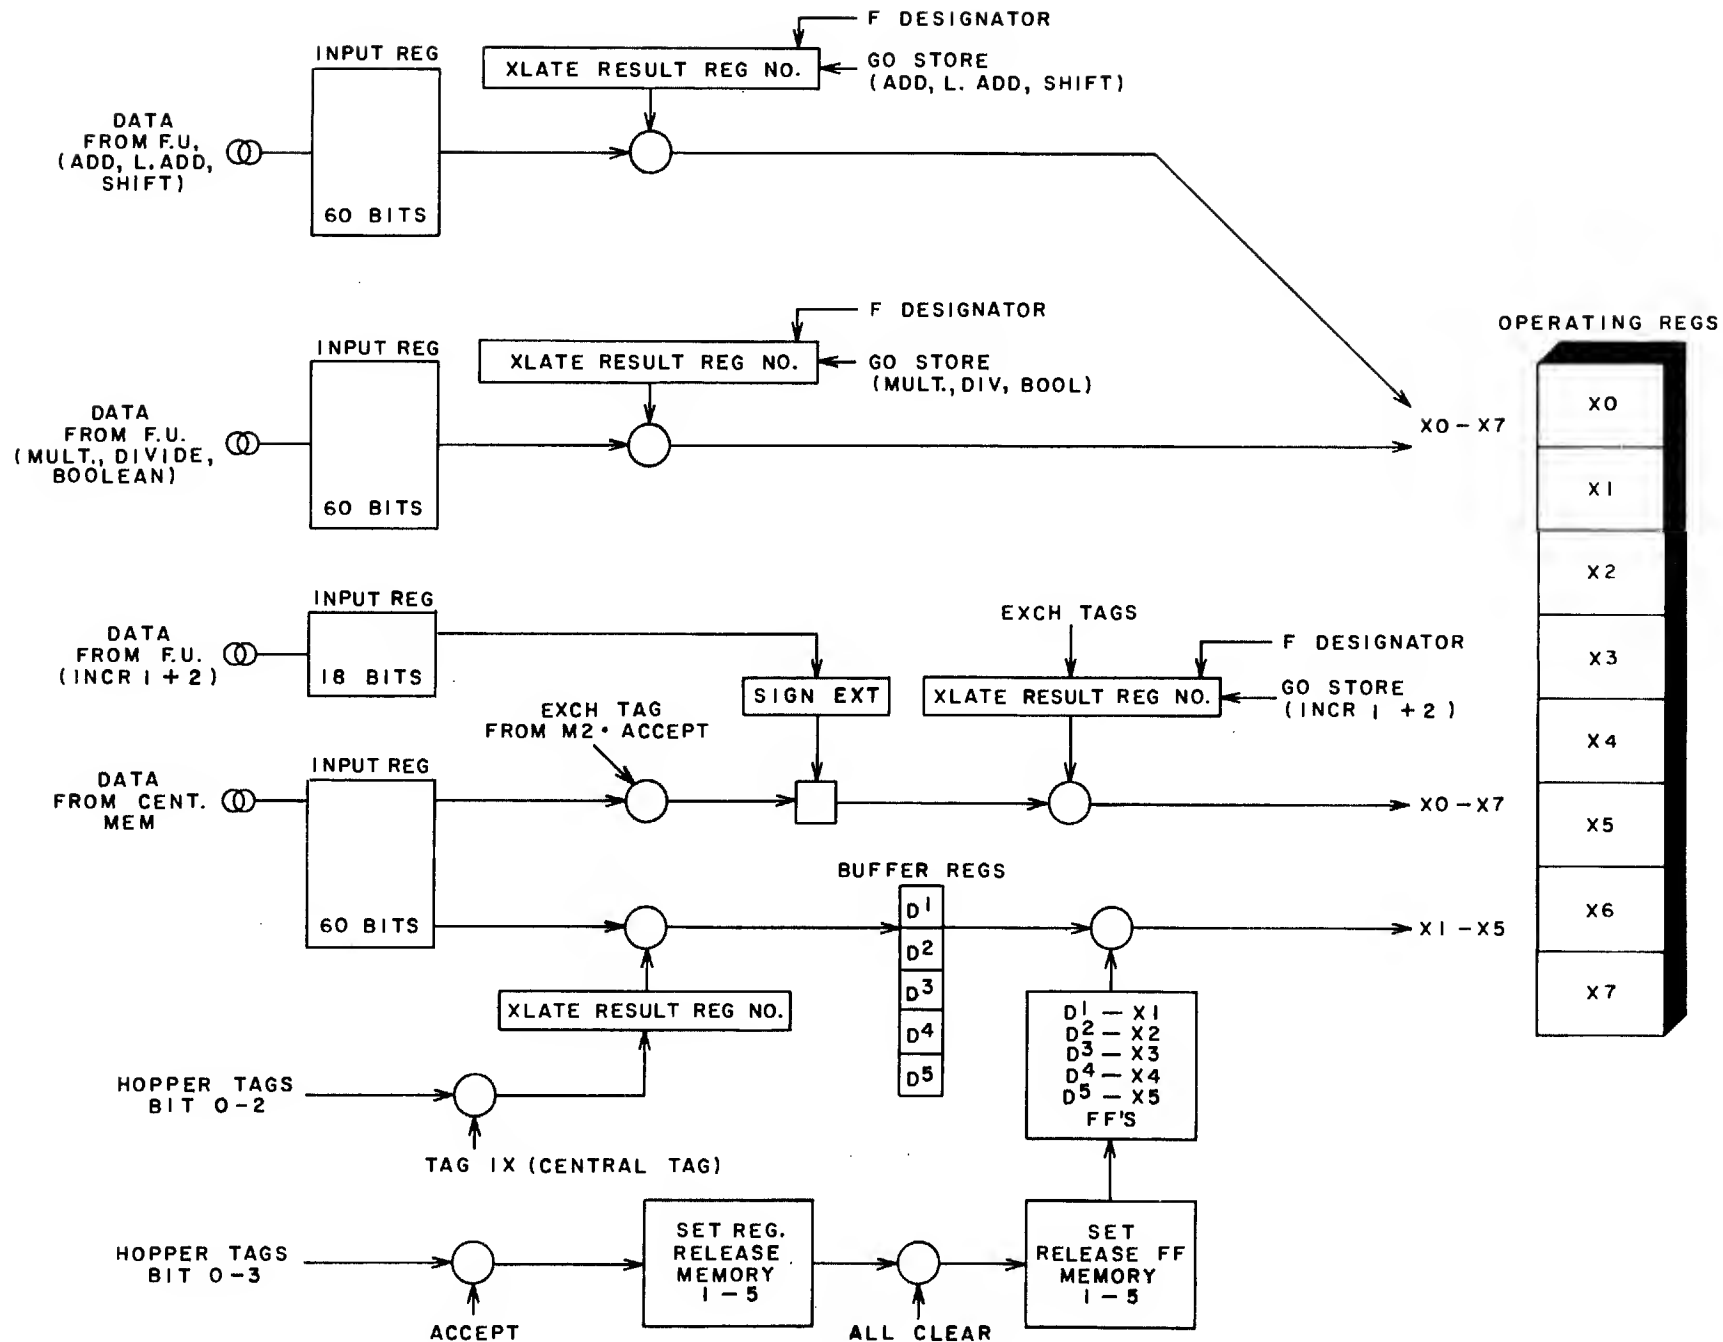 F DESIGNATOR
INPUT REG
XLATE RESULT REG NO.
GO STORE
(ADD, L. ADD, SHIFT)
DATA
FROM F.U.
(ADD, L. ADD,
SHIFT)
60 BITS
F DESIGNATOR
INPUT REG
XLATE RESULT REG NO.
GO STORE
(MULT., DIV, BOOL)
DATA
FROM F.U.
(MULT., DIVIDE,
BOOLEAN)
60 BITS
OPERATING REGS
X0
X1
X2
X3
X4
X5
X6
X7
X0 - X7
INPUT REG
DATA
FROM F.U.
(INCR 1 + 2)
18 BITS
SIGN EXT
EXCH TAGS
F DESIGNATOR
XLATE RESULT REG NO.
GO STORE
(INCR 1 + 2)
EXCH TAG
FROM M2 • ACCEPT
INPUT REG
DATA
FROM CENT.
MEM
60 BITS
X0 - X7
BUFFER REGS
D1
D2
D3
D4
D5
X1 - X5
XLATE RESULT REG NO.
D1 - X1
D2 - X2
D3 - X3
D4 - X4
D5 - X5
FF'S
HOPPER TAGS
BIT 0-2
TAG IX (CENTRAL TAG)
HOPPER TAGS
BIT 0-3
ACCEPT
SET REG.
RELEASE
MEMORY
1 - 5
ALL CLEAR
SET
RELEASE FF
MEMORY
1 - 5